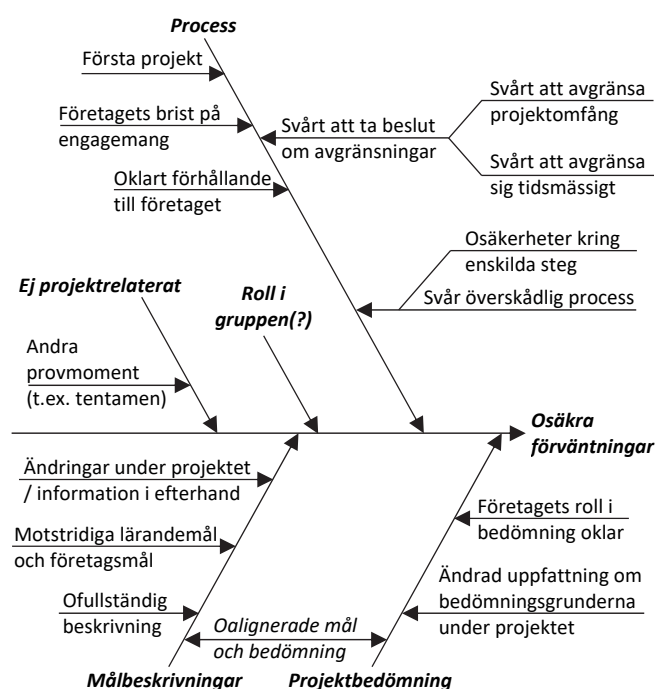 Process
Första projekt
Företagets brist på
engagemang
Svårt att ta beslut
om avgränsningar
Svårt att avgränsa
projektomfång
Svårt att avgränsa
sig tidsmässigt
Oklart förhållande
till företaget
Osäkerheter kring
enskilda steg
Svår överskådlig process
Ej projektrelaterat
Roll i
gruppen(?)
Andra
provmoment
(t.ex. tentamen)
Osäkra
förväntningar
Ändringar under projektet
/ information i efterhand
Motstridiga lärandemål
och företagsmål
Ofullständig
beskrivning
Oalignerade mål
och bedömning
Företagets roll i
bedömning oklar
Ändrad uppfattning om
bedömningsgrunderna
under projektet
Målbeskrivningar
Projektbedömning